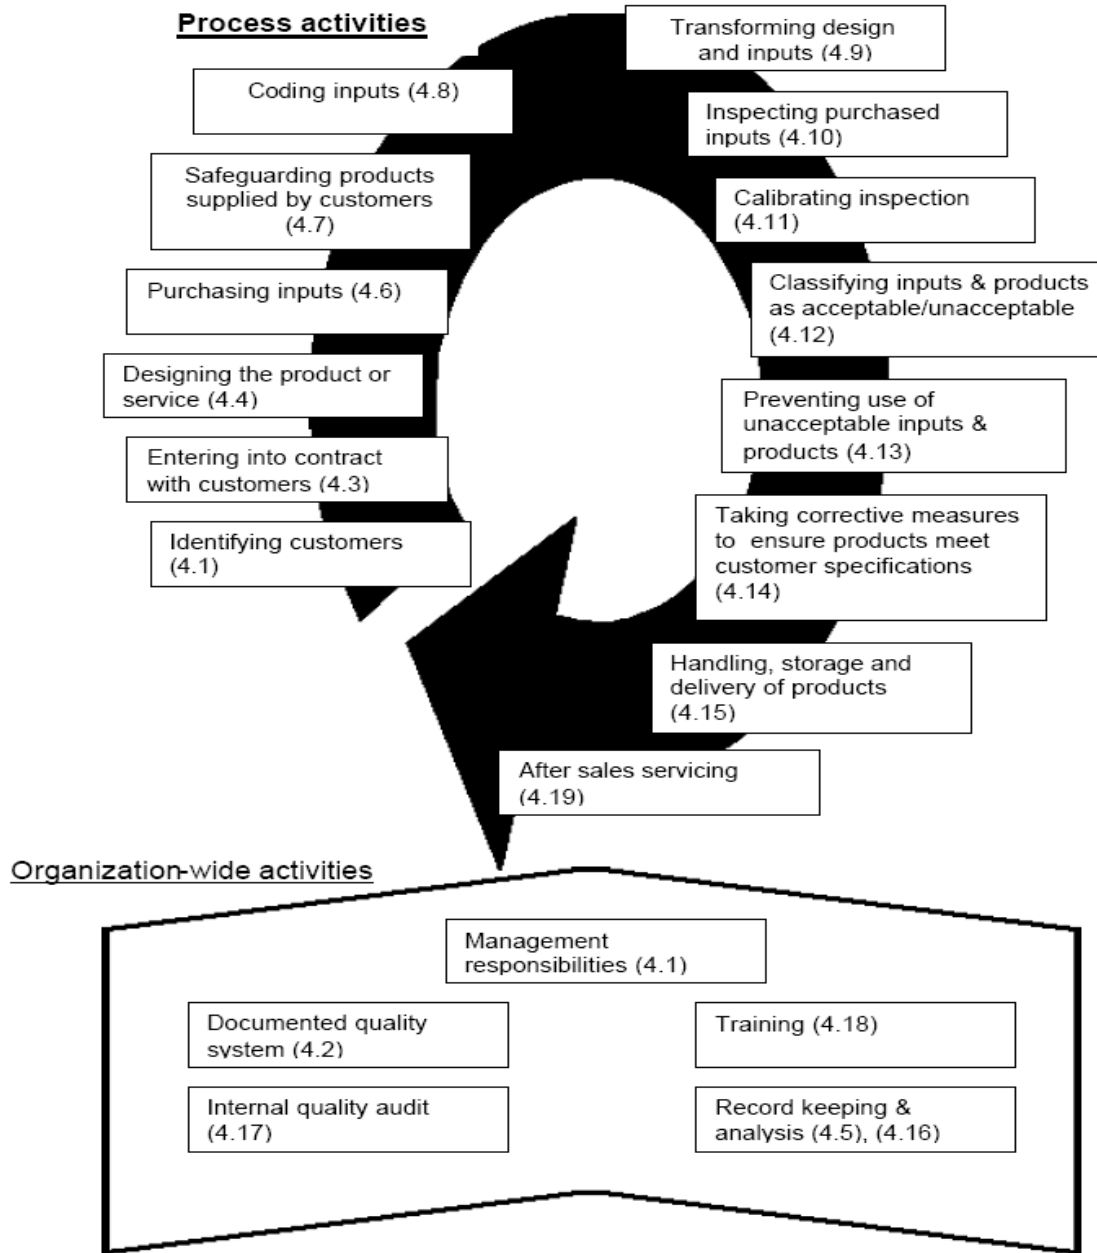 Process activities
Transforming design
and inputs (4.9)
Coding inputs (4.8)
Inspecting purchased
inputs (4.10)
Safeguarding products
supplied by customers
(4.7)
Calibrating inspection
(4.11)
Purchasing inputs (4.6)
Classifying inputs & products
as acceptable/unacceptable
(4.12)
Designing the product or
service (4.4)
Preventing use of
unacceptable inputs &
products (4.13)
Entering into contract
with customers (4.3)
Taking corrective measures
to ensure products meet
customer specifications
(4.14)
Identifying customers
(4.1)
Handling, storage and
delivery of products
(4.15)
After sales servicing
(4.19)
Organization-wide activities
Management
responsibilities (4.1)
Documented quality
system (4.2)
Training (4.18)
Internal quality audit
(4.17)
Record keeping &
analysis (4.5), (4.16)